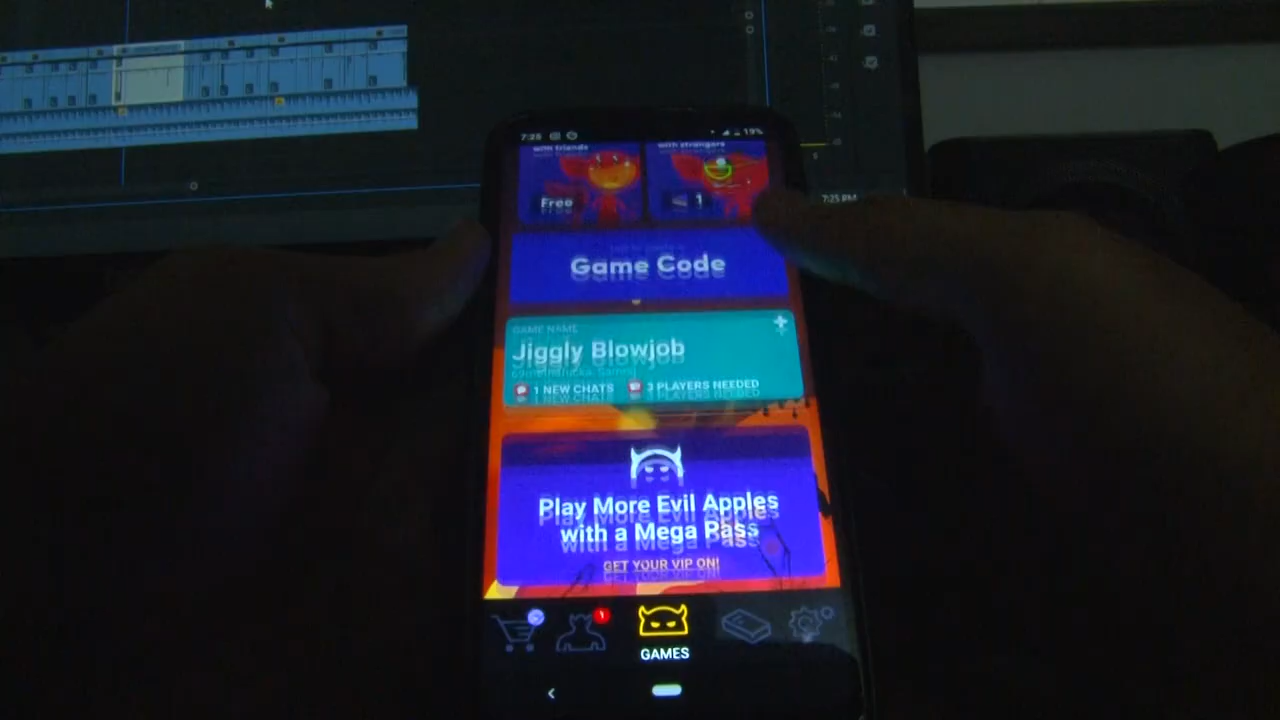 7:25
19%
with friends
with strangers
Free
1
7:25 PM
Game Code
GAME NAME
Jiggly Blowjob
1 NEW CHATS
3 PLAYERS NEEDED
Play More Evil Apples
with a Mega Pass
GET YOUR VIP ON!
1
GAMES